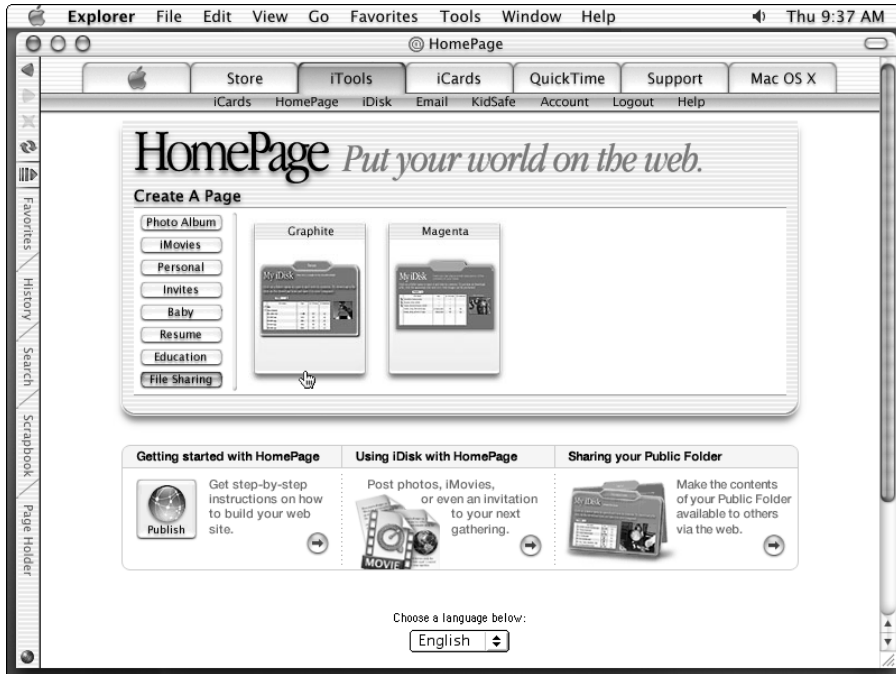 Explorer File Edit View Go Favorites Tools Window Help Thu 9:37 AM
@ HomePage
Store iTools iCards QuickTime Support Mac OS X
iCards HomePage iDisk Email KidSafe Account Logout Help
HomePage Put your world on the web.
Create A Page
Photo Album
iMovies
Personal
Invites
Baby
Resume
Education
File Sharing
Graphite
My iDisk
Magenta
My iDisk
Favorites
History
Search
Scrapbook
Page Holder
Getting started with HomePage
Publish
Get step-by-step
instructions on how
to build your web
site.
Using iDisk with HomePage
Post photos, iMovies,
or even an invitation
to your next
gathering.
MOVIE
Sharing your Public Folder
My iDisk
Make the contents
of your Public Folder
available to others
via the web.
Choose a language below:
English